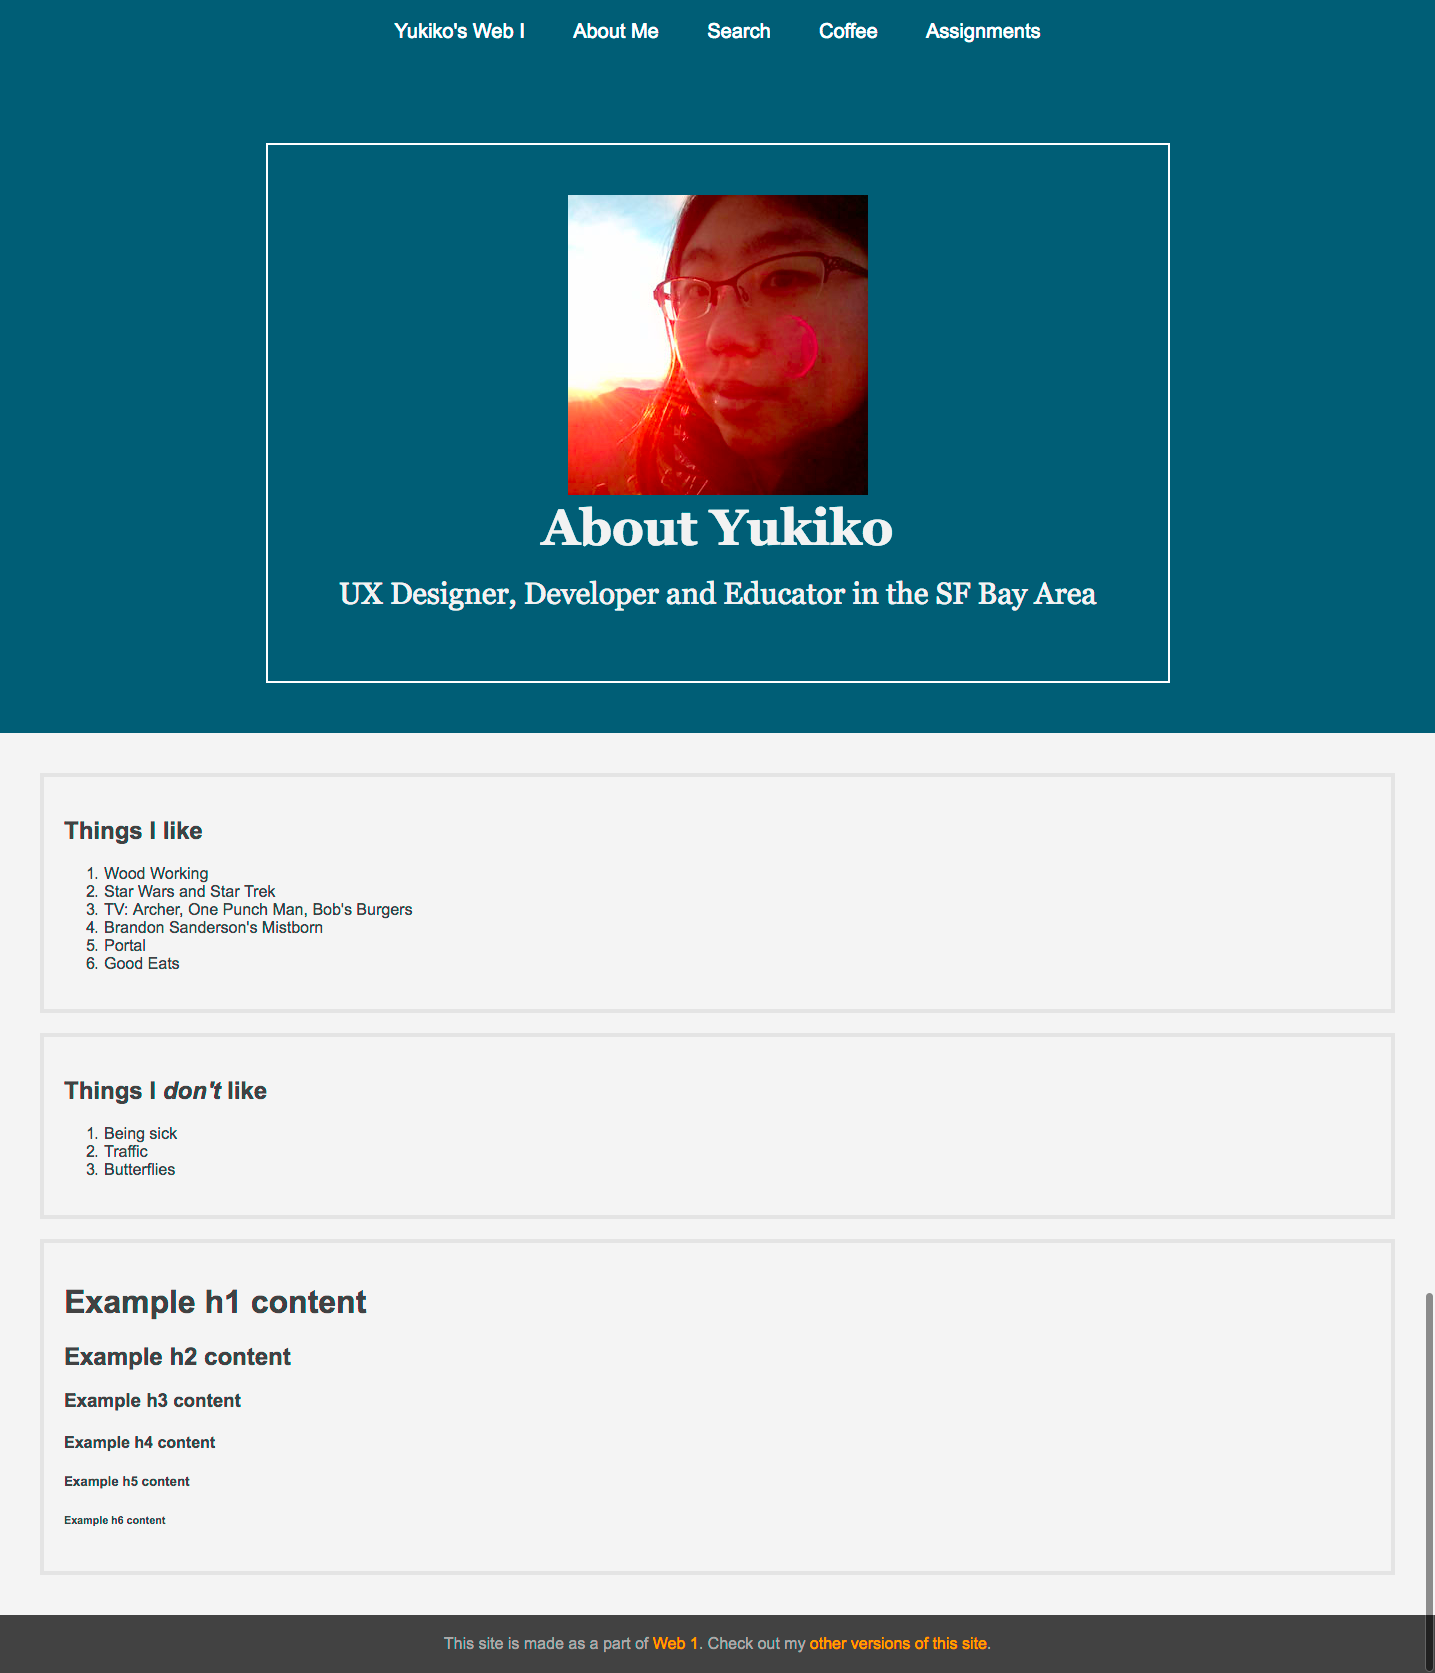 Yukiko's Web I About Me Search Coffee Assignments
About Yukiko
UX Designer, Developer and Educator in the SF Bay Area
Things I like
1. Wood Working
2. Star Wars and Star Trek
3. TV: Archer, One Punch Man, Bob's Burgers
4. Brandon Sanderson's Mistborn
5. Portal
6. Good Eats
Things I don't like
1. Being sick
2. Traffic
3. Butterflies
Example h1 content
Example h2 content
Example h3 content
Example h4 content
Example h5 content
Example h6 content
This site is made as a part of Web 1. Check out my other versions of this site.